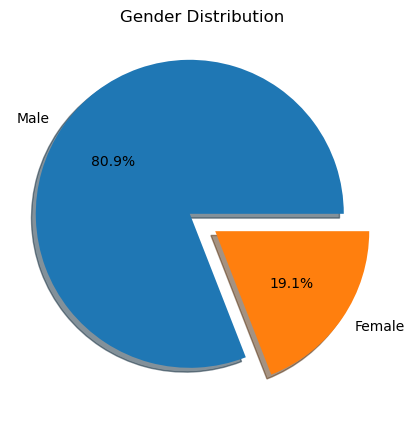 Gender Distribution
Male
80.9%
19.1%
Female